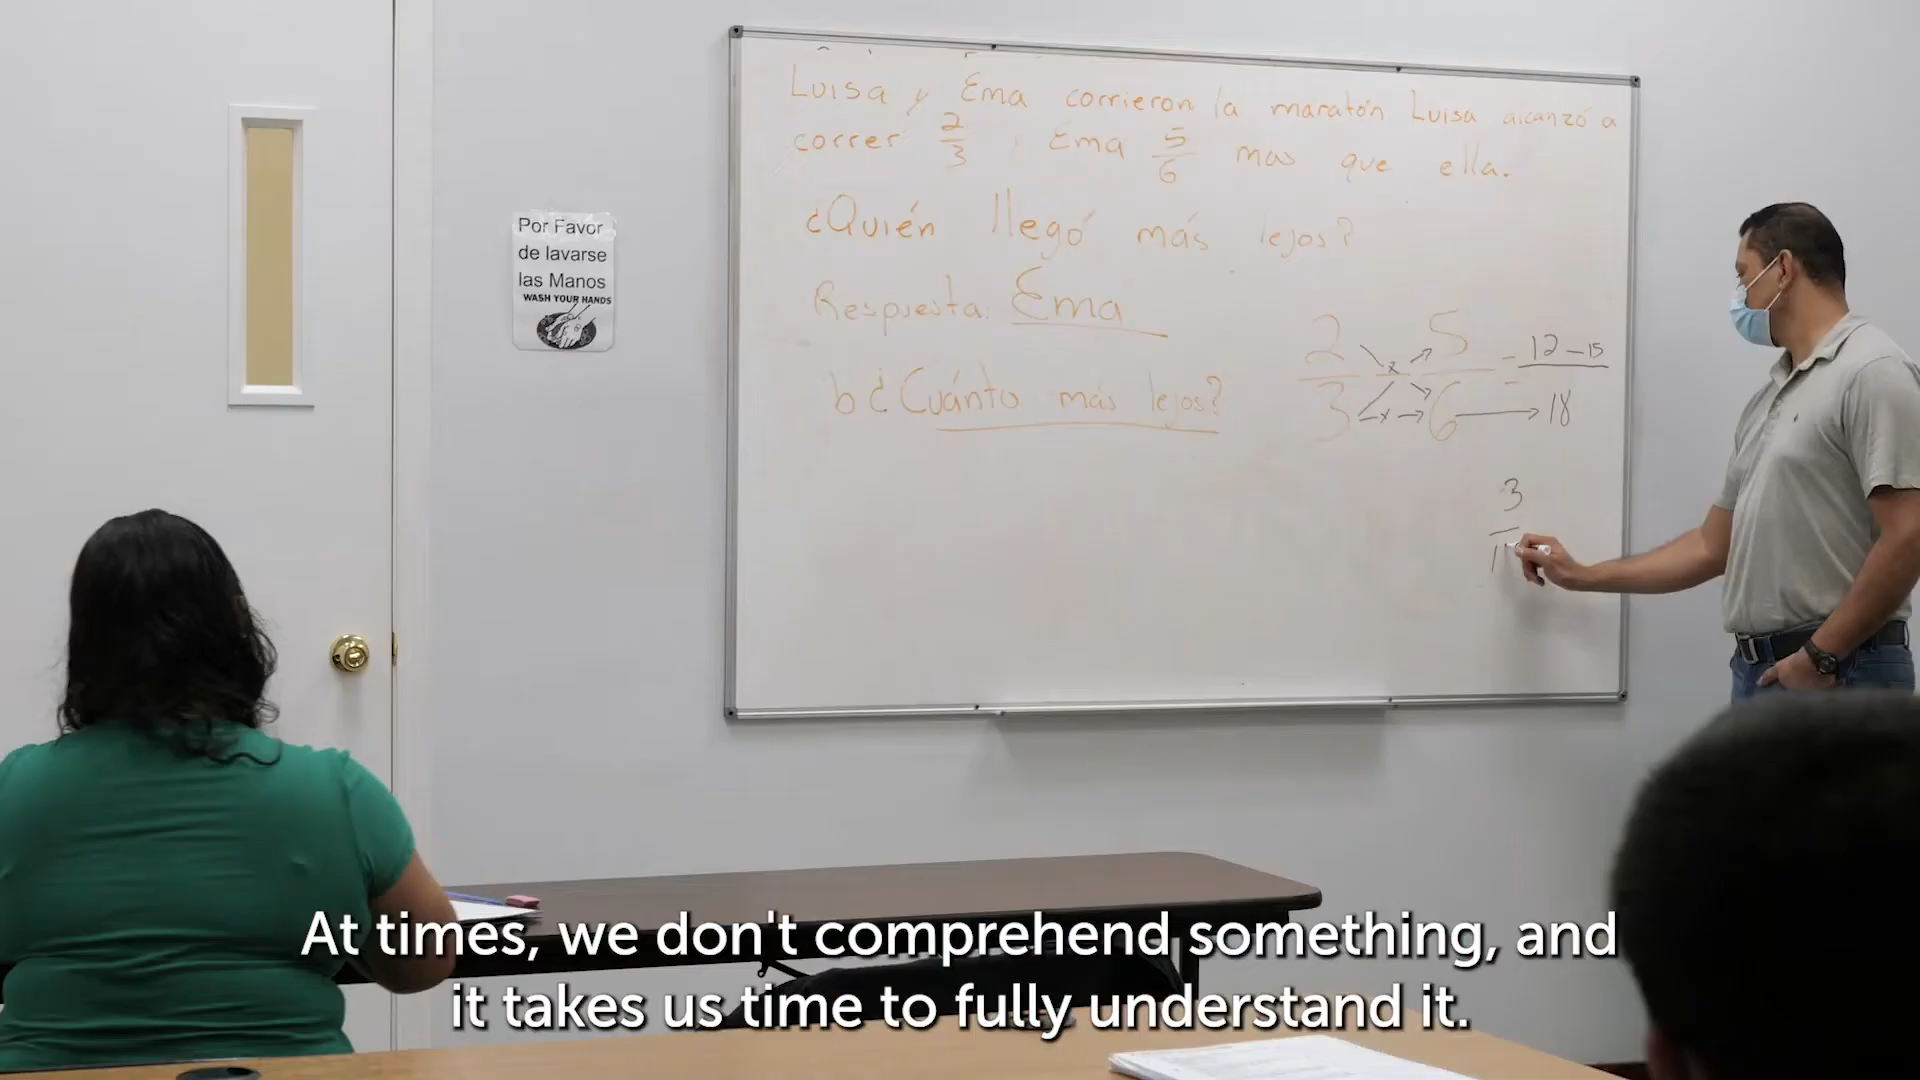 Luisa y Ema corrieron la maratón Luisa alcanzó a
correr 2/3 , Ema 5/6 mas que ella.
¿Quién llegó más lejos?
Respuesta: Ema
b ¿Cuánto más lejos?
2/3 x 5/6 = 12-15/18
3
Por Favor
de lavarse
las Manos
WASH YOUR HANDS
At times, we don't comprehend something, and
it takes us time to fully understand it.